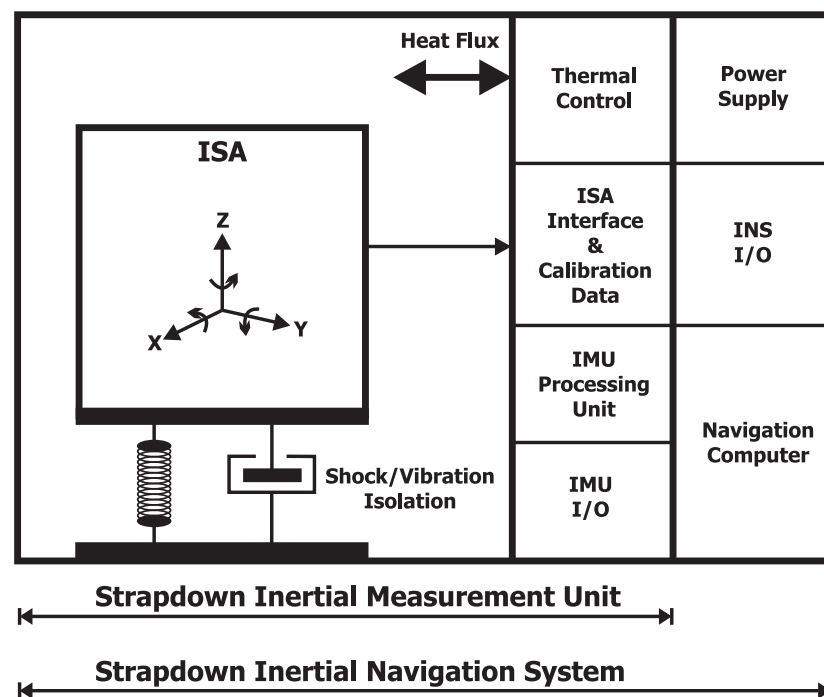 Heat Flux
Thermal
Control
Power
Supply
ISA
Z
X
Y
ISA
Interface
&
Calibration
Data
INS
I/O
IMU
Processing
Unit
Navigation
Computer
Shock/Vibration
Isolation
IMU
I/O
Strapdown Inertial Measurement Unit
Strapdown Inertial Navigation System